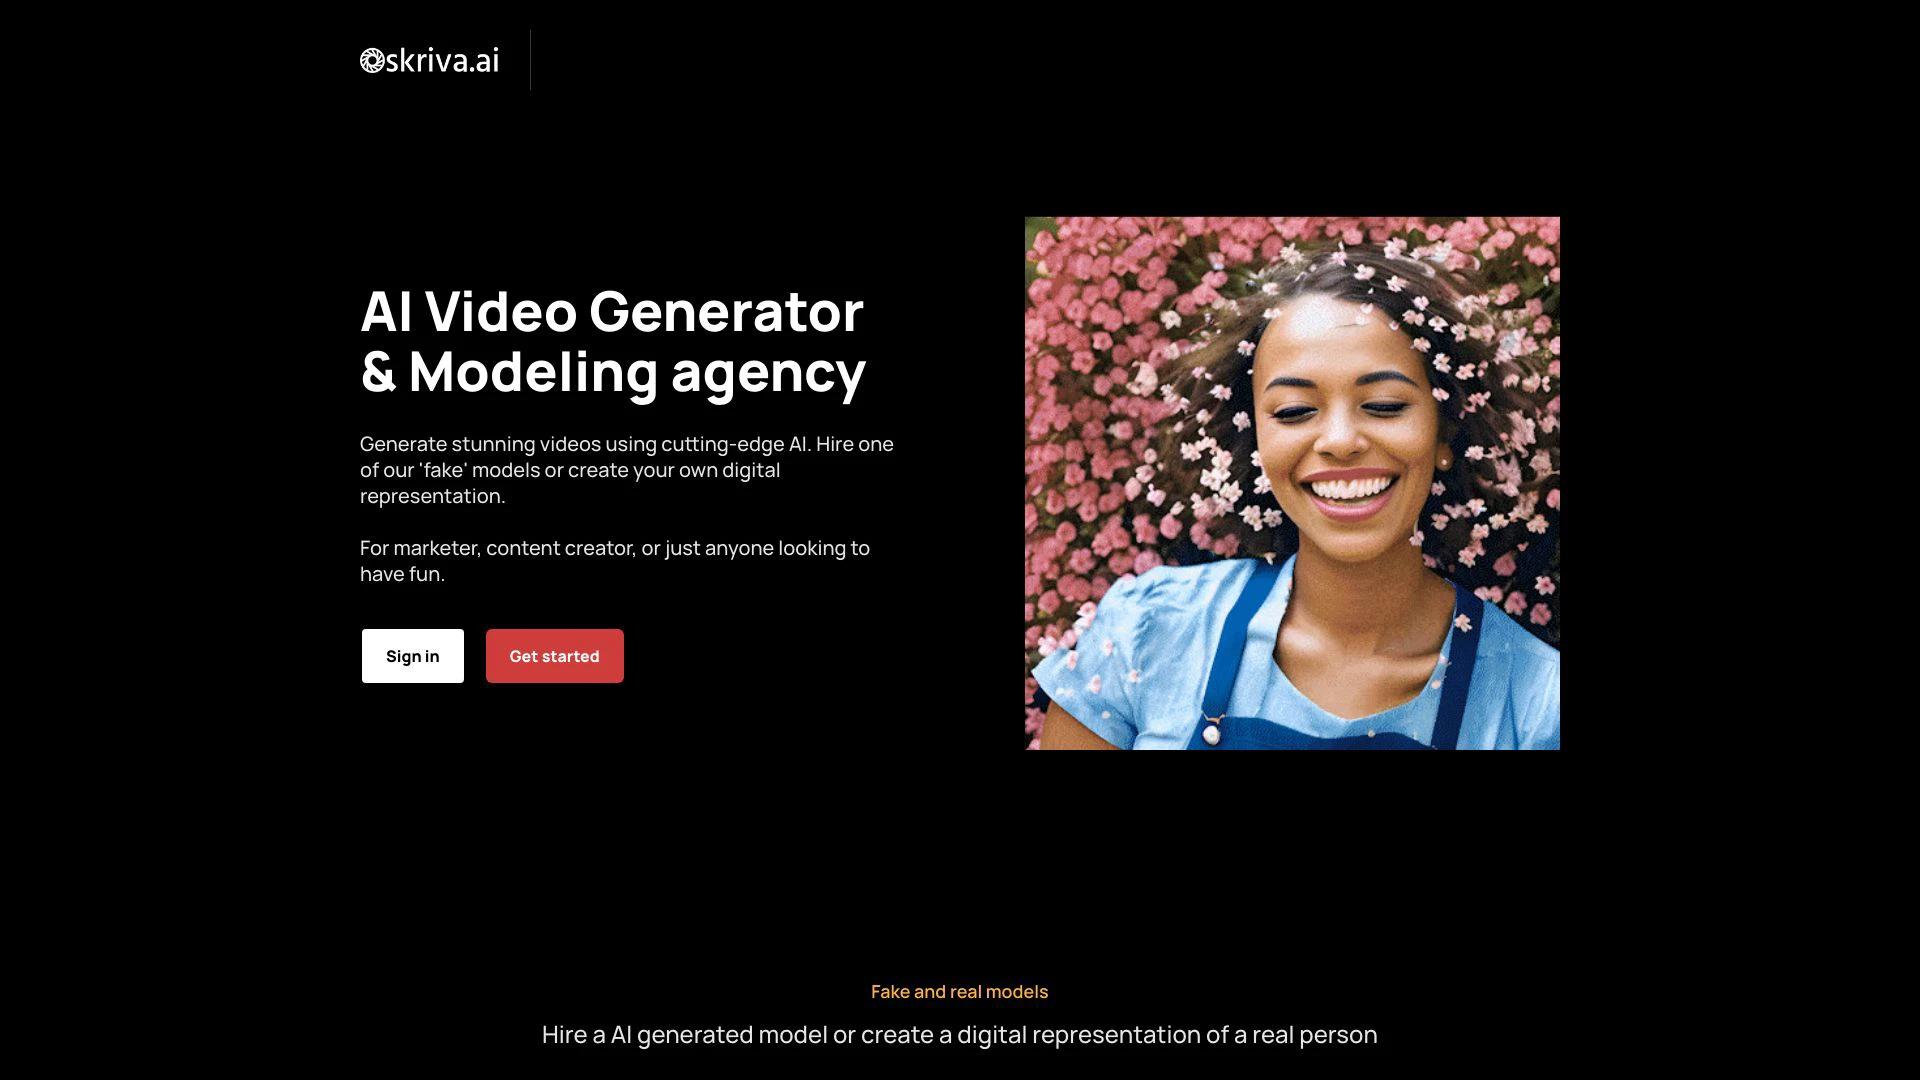 skriva.ai
AI Video Generator
& Modeling agency
Generate stunning videos using cutting-edge AI. Hire one
of our 'fake' models or create your own digital
representation.
For marketer, content creator, or just anyone looking to
have fun.
Sign in
Get started
Fake and real models
Hire a AI generated model or create a digital representation of a real person